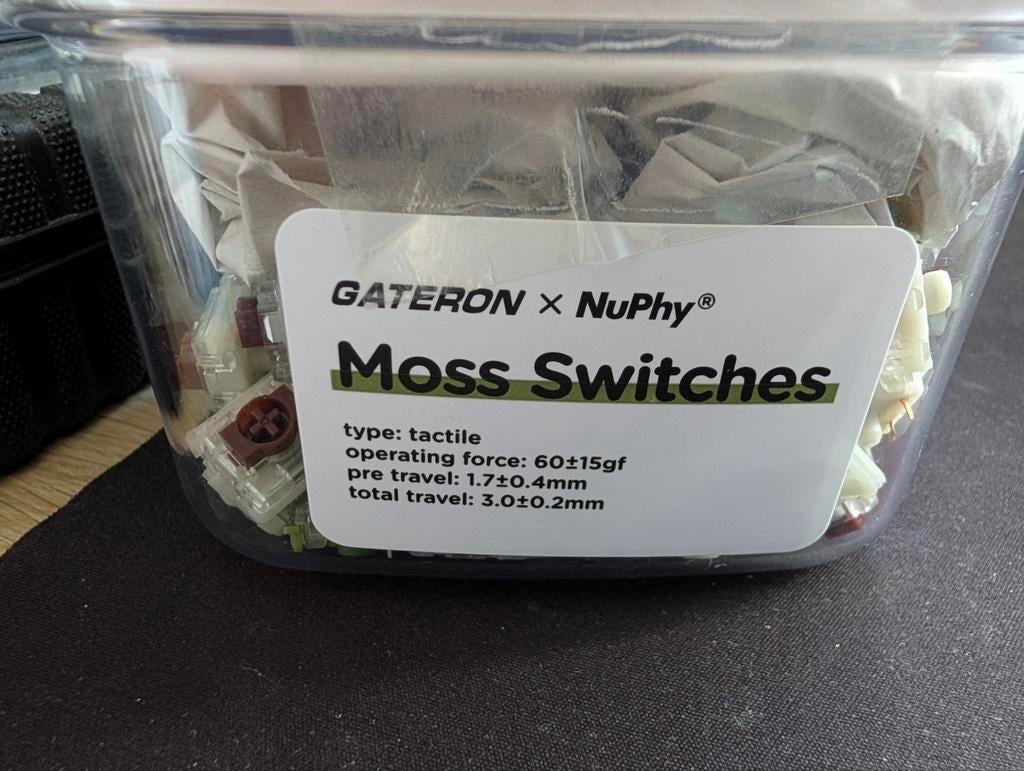 GATERON × NuPhy®
Moss Switches
type: tactile
operating force: 60±15gf
pre travel: 1.7±0.4mm
total travel: 3.0±0.2mm